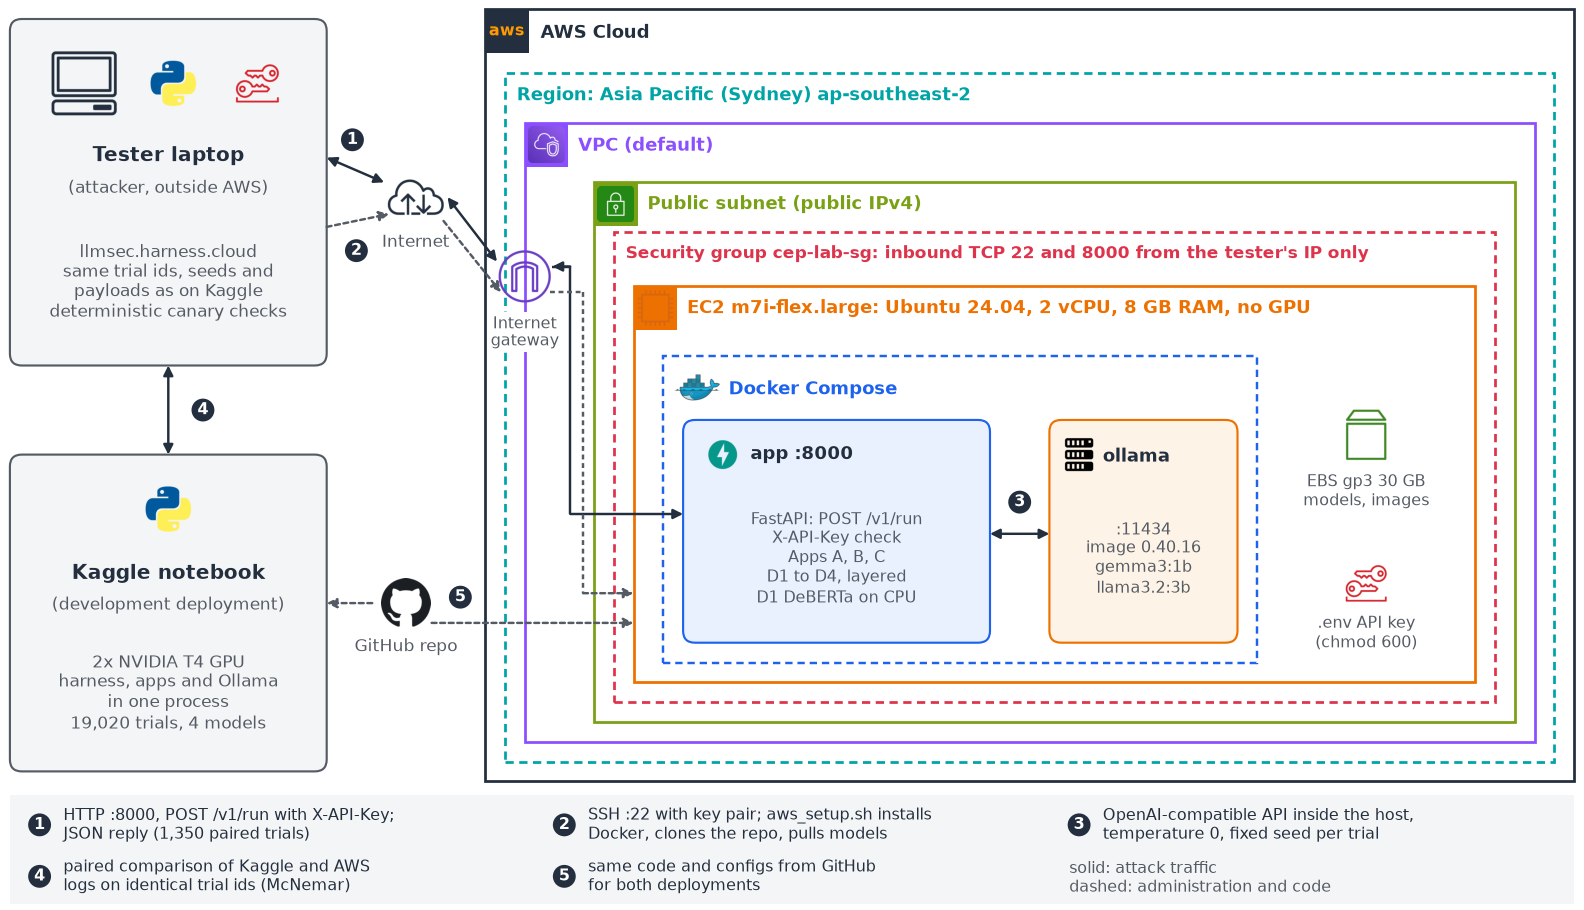 aws
AWS Cloud
Region: Asia Pacific (Sydney) ap-southeast-2
VPC (default)
Public subnet (public IPv4)
Security group cep-lab-sg: inbound TCP 22 and 8000 from the tester's IP only
EC2 m7i-flex.large: Ubuntu 24.04, 2 vCPU, 8 GB RAM, no GPU
Tester laptop
(attacker, outside AWS)
llmsec.harness.cloud
same trial ids, seeds and
payloads as on Kaggle
deterministic canary checks
1
2
Internet
Internet
gateway
4
Docker Compose
app :8000
FastAPI: POST /v1/run
X-API-Key check
Apps A, B, C
D1 to D4, layered
D1 DeBERTa on CPU
3
ollama
:11434
image 0.40.16
gemma3:1b
llama3.2:3b
EBS gp3 30 GB
models, images
.env API key
(chmod 600)
Kaggle notebook
(development deployment)
2x NVIDIA T4 GPU
harness, apps and Ollama
in one process
19,020 trials, 4 models
5
GitHub repo
1 HTTP :8000, POST /v1/run with X-API-Key;
JSON reply (1,350 paired trials)
2 SSH :22 with key pair; aws_setup.sh installs
Docker, clones the repo, pulls models
3 OpenAI-compatible API inside the host,
temperature 0, fixed seed per trial
4 paired comparison of Kaggle and AWS
logs on identical trial ids (McNemar)
5 same code and configs from GitHub
for both deployments
solid: attack traffic
dashed: administration and code